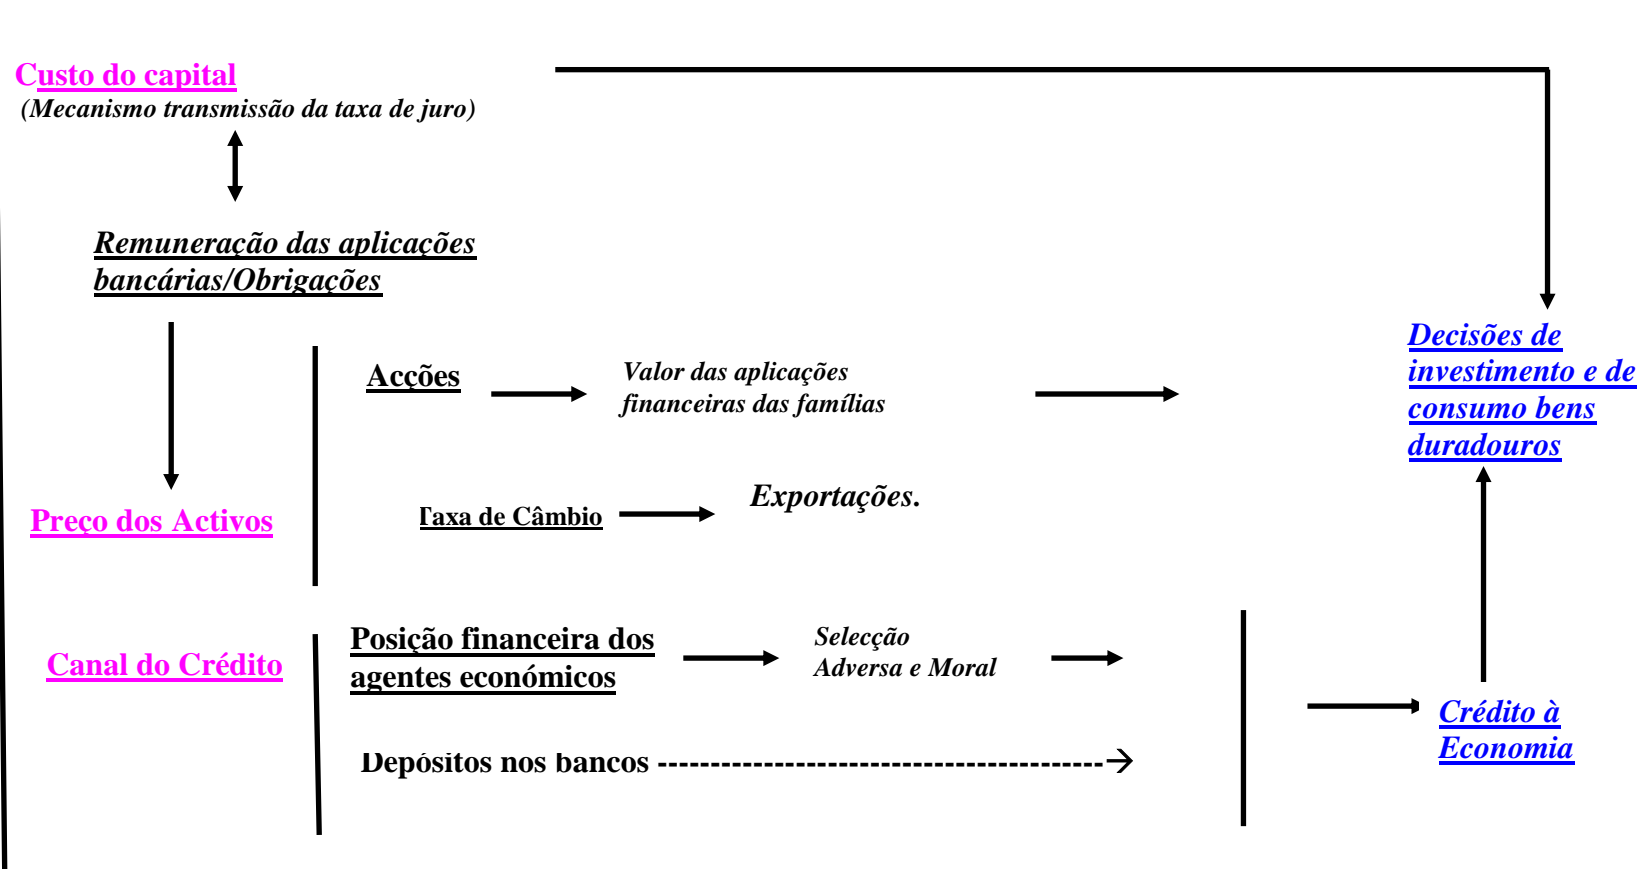 Custo do capital
(Mecanismo transmissão da taxa de juro)
Remuneração das aplicações
bancárias/Obrigações
Acções
Valor das aplicações
financeiras das famílias
Decisões de
investimento e de
consumo bens
duradouros
Preço dos Activos
Taxa de Câmbio
Exportações.
Canal do Crédito
Posição financeira dos
agentes económicos
Selecção
Adversa e Moral
Crédito à
Economia
Depósitos nos bancos ------------------------------------------→